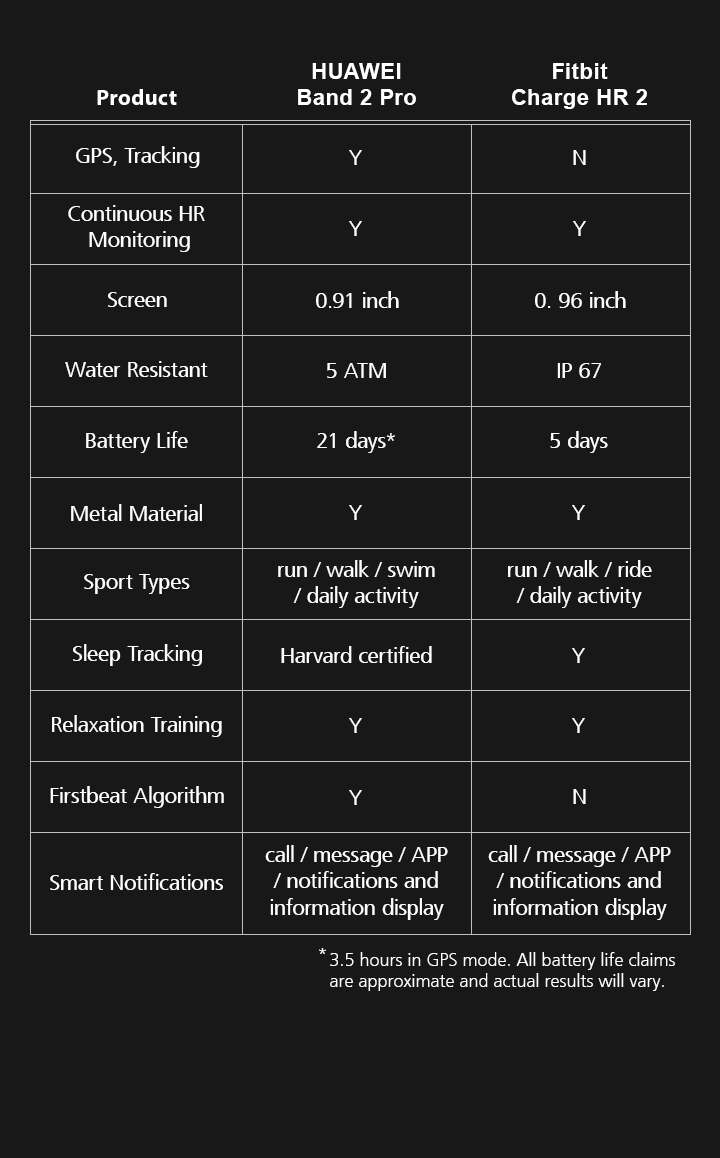 HUAWEI
Band 2 Pro
Fitbit
Charge HR 2
Product
GPS, Tracking
Y
N
Continuous HR
Monitoring
Y
Y
Screen
0.91 inch
0. 96 inch
Water Resistant
5 ATM
IP 67
Battery Life
21 days*
5 days
Metal Material
Y
Y
Sport Types
run / walk / swim
/ daily activity
run / walk / ride
/ daily activity
Sleep Tracking
Harvard certified
Y
Relaxation Training
Y
Y
Firstbeat Algorithm
Y
N
Smart Notifications
call / message / APP
/ notifications and
information display
call / message / APP
/ notifications and
information display
* 3.5 hours in GPS mode. All battery life claims
are approximate and actual results will vary.